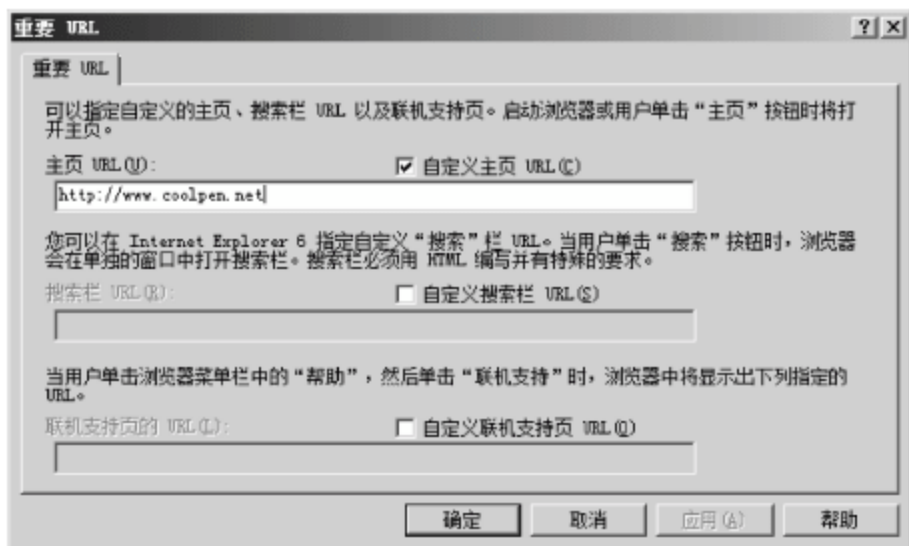 重要 URL
重要 URL
可以指定自定义的主页、搜索栏 URL 以及联机支持页。启动浏览器或用户单击“主页”按钮时将打
开主页。
主页 URL(U): 自定义主页 URL(C)
http://www.coolpen.net
您可以在 Internet Explorer 6 指定自定义“搜索”栏 URL。当用户单击“搜索”按钮时，浏览器
会在单独的窗口中打开搜索栏。搜索栏必须用 HTML 编写并有特殊的要求。
搜索栏 URL(R): 自定义搜索栏 URL(S)
当用户单击浏览器菜单栏中的“帮助”，然后单击“联机支持”时，浏览器中将显示出下列指定的
URL。
联机支持页的 URL(L): 自定义联机支持页 URL(O)
确定 取消 应用(A) 帮助